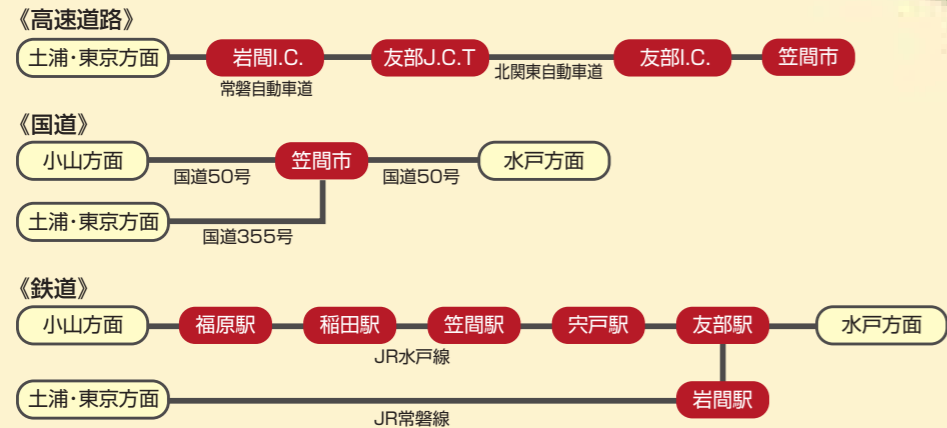 《高速道路》
土浦・東京方面 岩間I.C. 友部J.C.T 友部I.C. 笠間市
常磐自動車道 北関東自動車道
《国道》
小山方面 笠間市 水戸方面
国道50号 国道50号
土浦・東京方面
国道355号
《鉄道》
小山方面 福原駅 稲田駅 笠間駅 宍戸駅 友部駅 水戸方面
JR水戸線
土浦・東京方面 岩間駅
JR常磐線